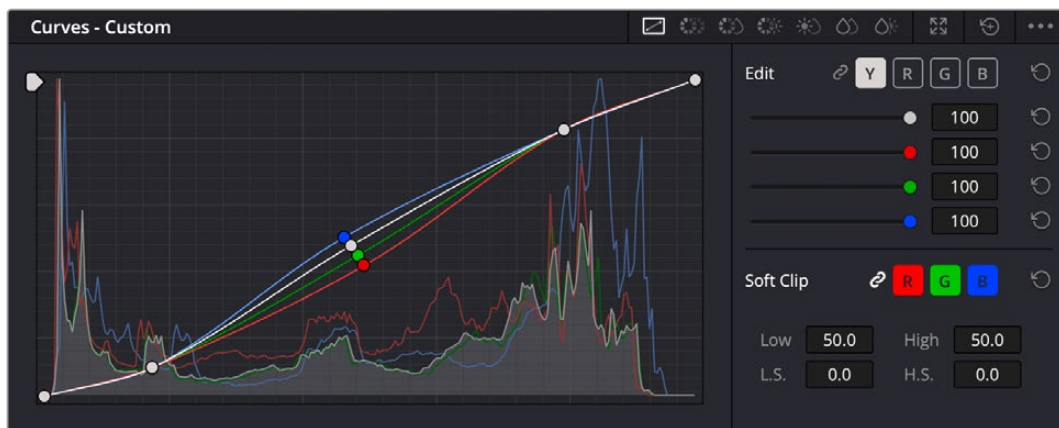 Curves - Custom
Edit Y R G B
100
100
100
100
Soft Clip R G B
Low 50.0 High 50.0
L.S. 0.0 H.S. 0.0